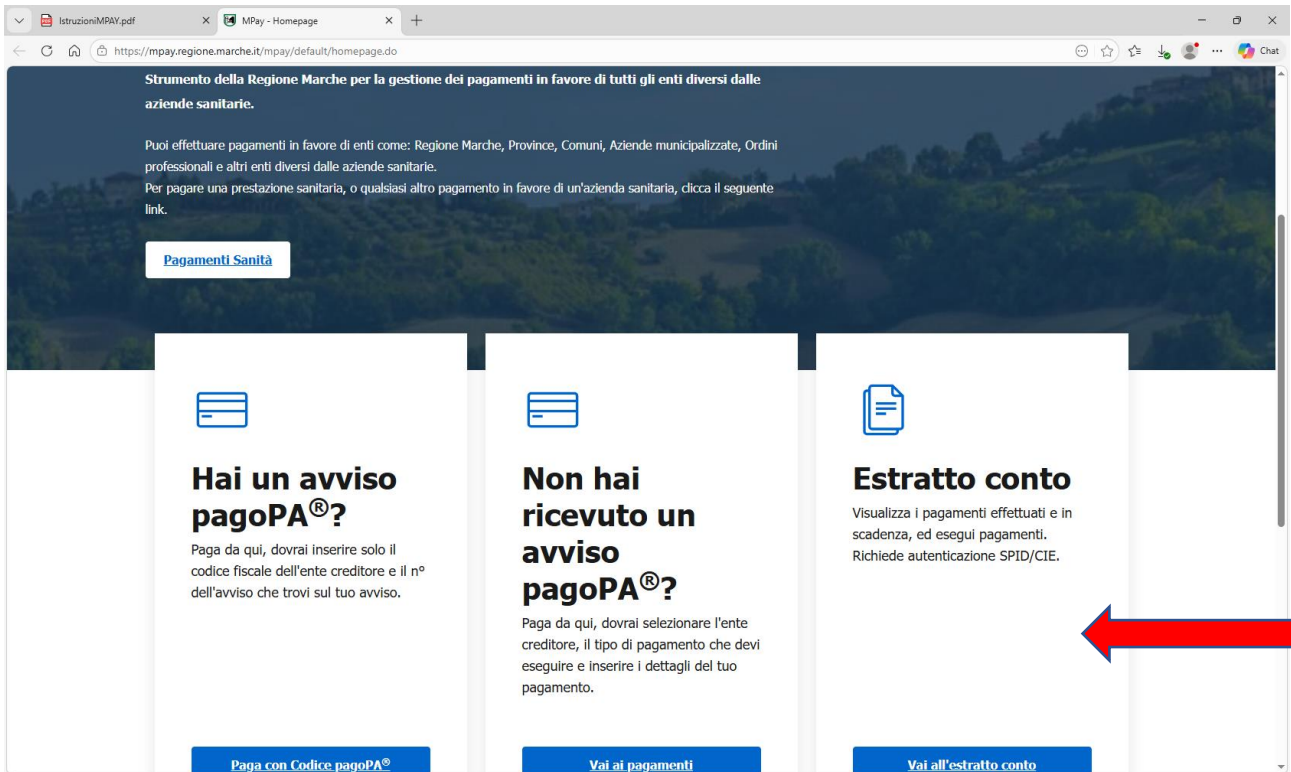 IstruzioniMPAY.pdf
MPay - Homepage
https://mpay.regione.marche.it/mpay/default/homepage.do
Chat
Strumento della Regione Marche per la gestione dei pagamenti in favore di tutti gli enti diversi dalle
aziende sanitarie.
Puoi effettuare pagamenti in favore di enti come: Regione Marche, Province, Comuni, Aziende municipalizzate, Ordini
professionali e altri enti diversi dalle aziende sanitarie.
Per pagare una prestazione sanitaria, o qualsiasi altro pagamento in favore di un'azienda sanitaria, clicca il seguente
link.
Pagamenti Sanità
Hai un avviso
pagoPA®?
Paga da qui, dovrai inserire solo il
codice fiscale dell'ente creditore e il n°
dell'avviso che trovi sul tuo avviso.
Paga con Codice pagoPA®
Non hai
ricevuto un
avviso
pagoPA®?
Paga da qui, dovrai selezionare l'ente
creditore, il tipo di pagamento che devi
eseguire e inserire i dettagli del tuo
pagamento.
Vai ai pagamenti
Estratto conto
Visualizza i pagamenti effettuati e in
scadenza, ed esegui pagamenti.
Richiede autenticazione SPID/CIE.
Vai all'estratto conto